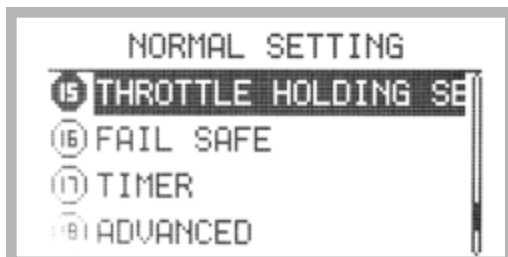 NORMAL SETTING
15 THROTTLE HOLDING SE
16 FAIL SAFE
17 TIMER
18 ADVANCED